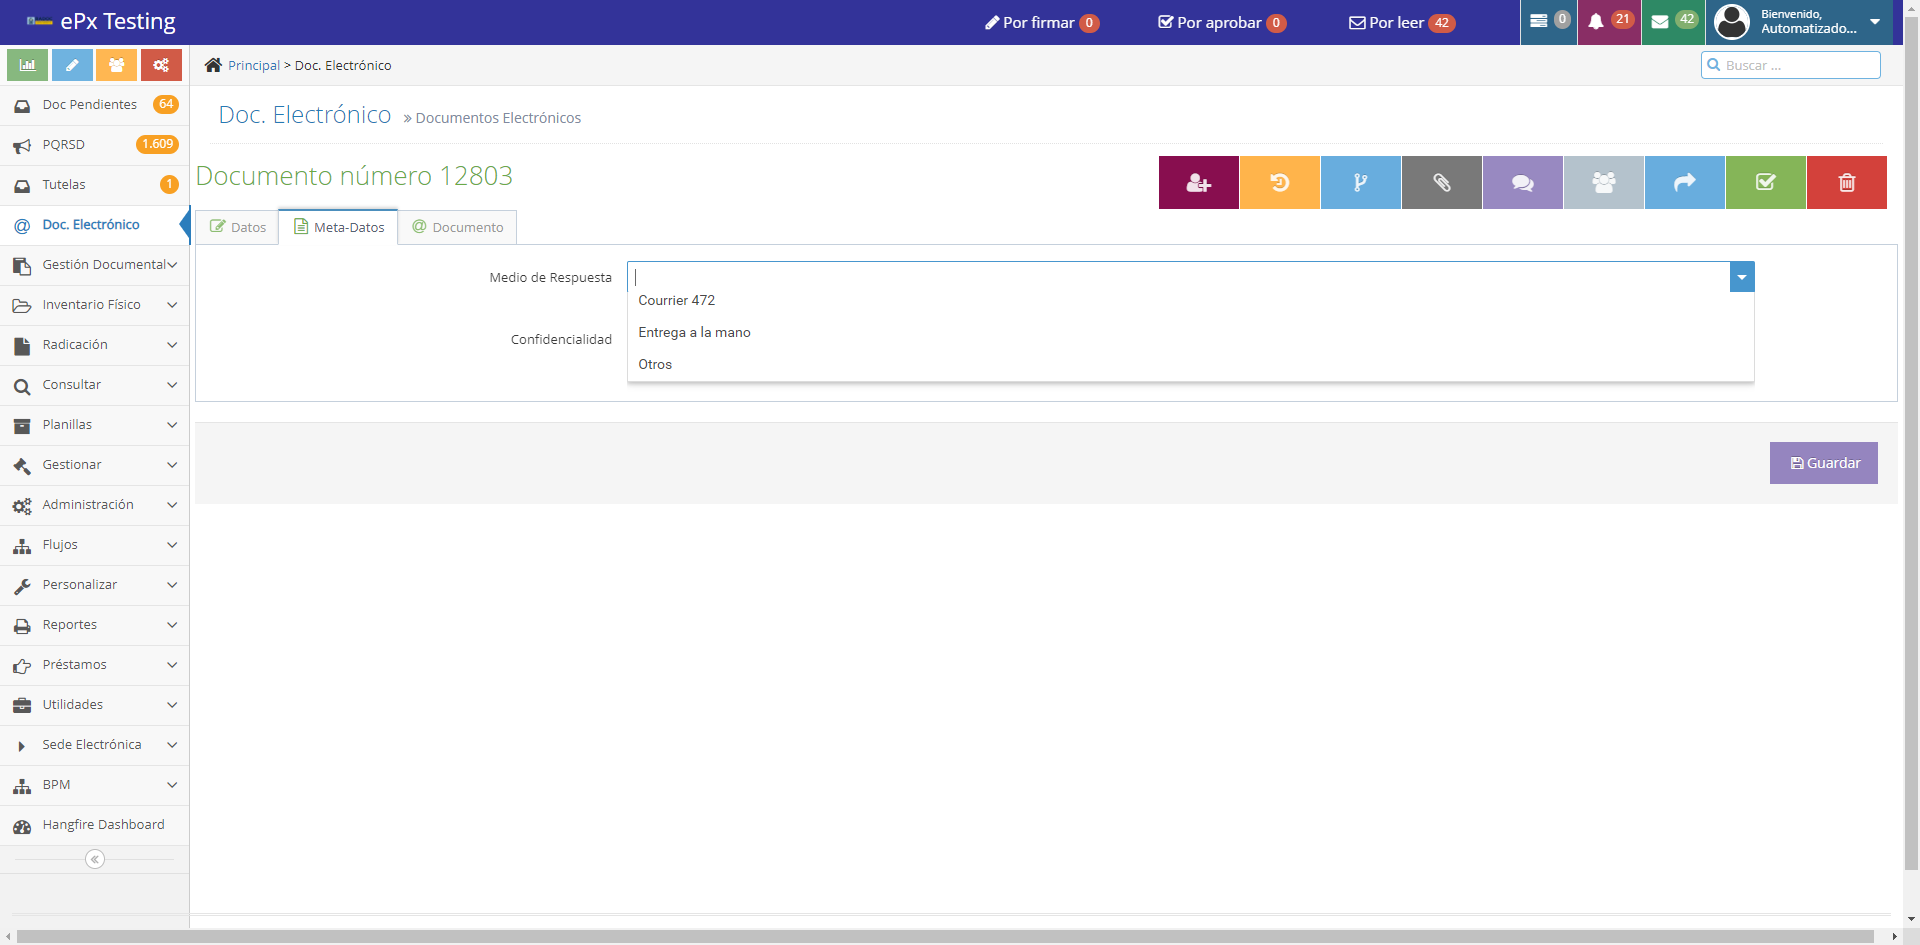 ePx Testing
Por firmar 0
Por aprobar 0
Por leer 42
0
21
42
Bienvenido,
Automatizado...
Principal > Doc. Electrónico
Buscar ...
Doc Pendientes 64
PQRSD 1.609
Tutelas 1
Doc. Electrónico
Gestión Documental
Inventario Físico
Radicación
Consultar
Planillas
Gestionar
Administración
Flujos
Personalizar
Reportes
Préstamos
Utilidades
Sede Electrónica
BPM
Hangfire Dashboard
Doc. Electrónico » Documentos Electrónicos
Documento número 12803
Datos
Meta-Datos
Documento
Medio de Respuesta
Courrier 472
Entrega a la mano
Otros
Confidencialidad
Guardar